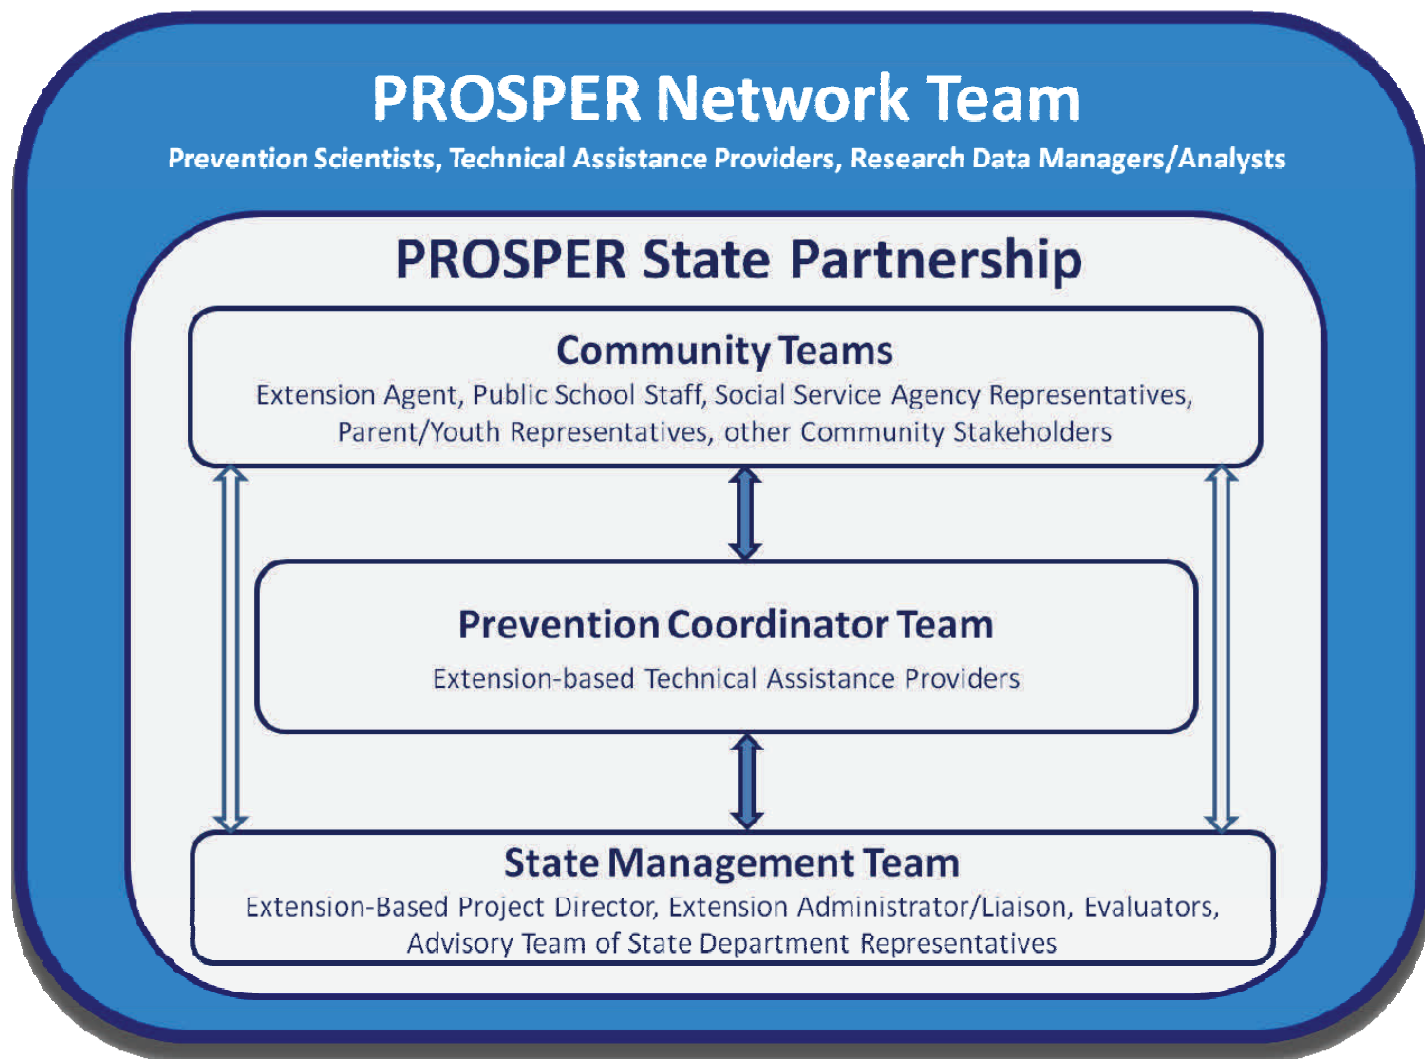 PROSPER Network Team
Prevention Scientists, Technical Assistance Providers, Research Data Managers/Analysts
PROSPER State Partnership
Community Teams
Extension Agent, Public School Staff, Social Service Agency Representatives,
Parent/Youth Representatives, other Community Stakeholders
Prevention Coordinator Team
Extension-based Technical Assistance Providers
State Management Team
Extension-Based Project Director, Extension Administrator/Liaison, Evaluators,
Advisory Team of State Department Representatives